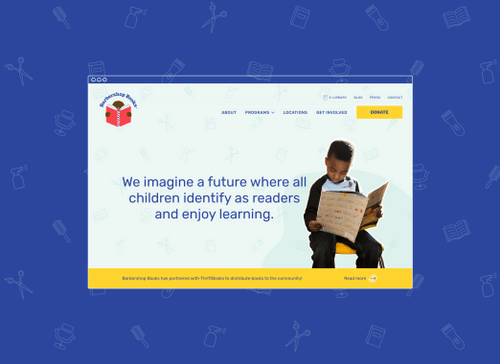 Barbershop Books
E-LIBRARY BLOG PRESS CONTACT
ABOUT PROGRAMS LOCATIONS GET INVOLVED DONATE
We imagine a future where all
children identify as readers
and enjoy learning.
Barbershop Books has partnered with ThriftBooks to distribute books to the community! Read more